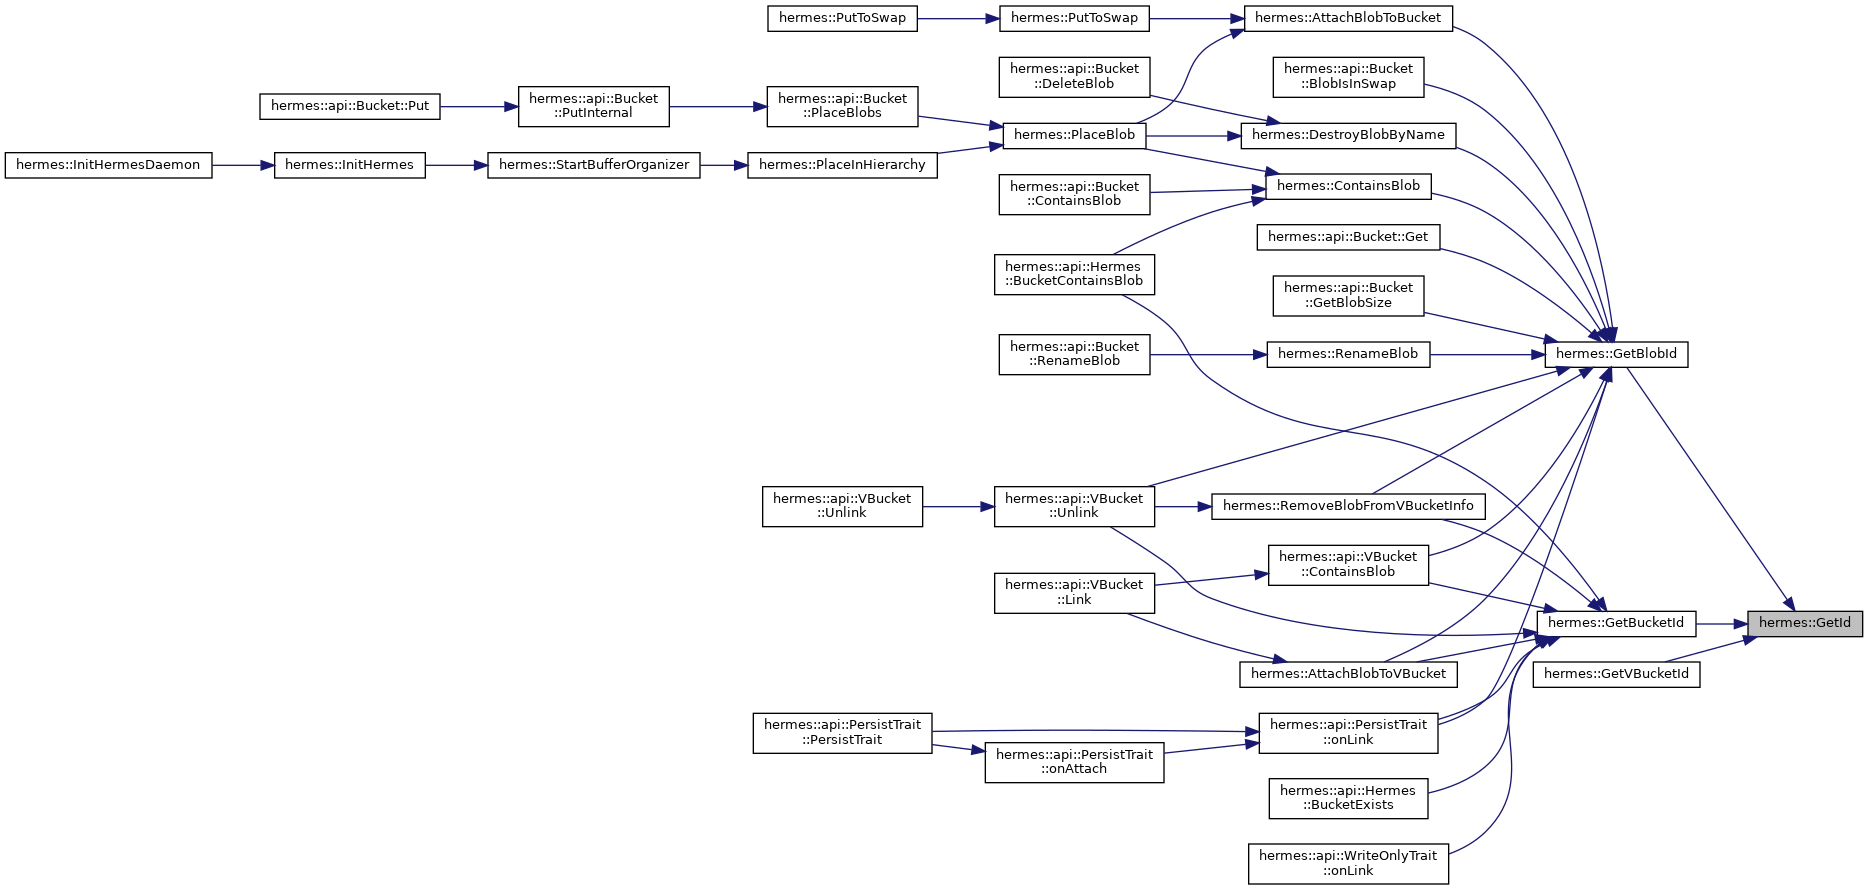 hermes::PutToSwap
hermes::PutToSwap
hermes::AttachBlobToBucket
hermes::api::Bucket
::DeleteBlob
hermes::api::Bucket
::BlobIsInSwap
hermes::api::Bucket::Put
hermes::api::Bucket
::PutInternal
hermes::api::Bucket
::PlaceBlobs
hermes::PlaceBlob
hermes::DestroyBlobByName
hermes::InitHermesDaemon
hermes::InitHermes
hermes::StartBufferOrganizer
hermes::PlaceInHierarchy
hermes::api::Bucket
::ContainsBlob
hermes::ContainsBlob
hermes::api::Bucket::Get
hermes::api::Hermes
::BucketContainsBlob
hermes::api::Bucket
::GetBlobSize
hermes::api::Bucket
::RenameBlob
hermes::RenameBlob
hermes::GetBlobId
hermes::api::VBucket
::Unlink
hermes::api::VBucket
::Unlink
hermes::RemoveBlobFromVBucketInfo
hermes::api::VBucket
::ContainsBlob
hermes::api::VBucket
::Link
hermes::GetBucketId
hermes::GetId
hermes::AttachBlobToVBucket
hermes::GetVBucketId
hermes::api::PersistTrait
::PersistTrait
hermes::api::PersistTrait
::onAttach
hermes::api::PersistTrait
::onLink
hermes::api::Hermes
::BucketExists
hermes::api::WriteOnlyTrait
::onLink